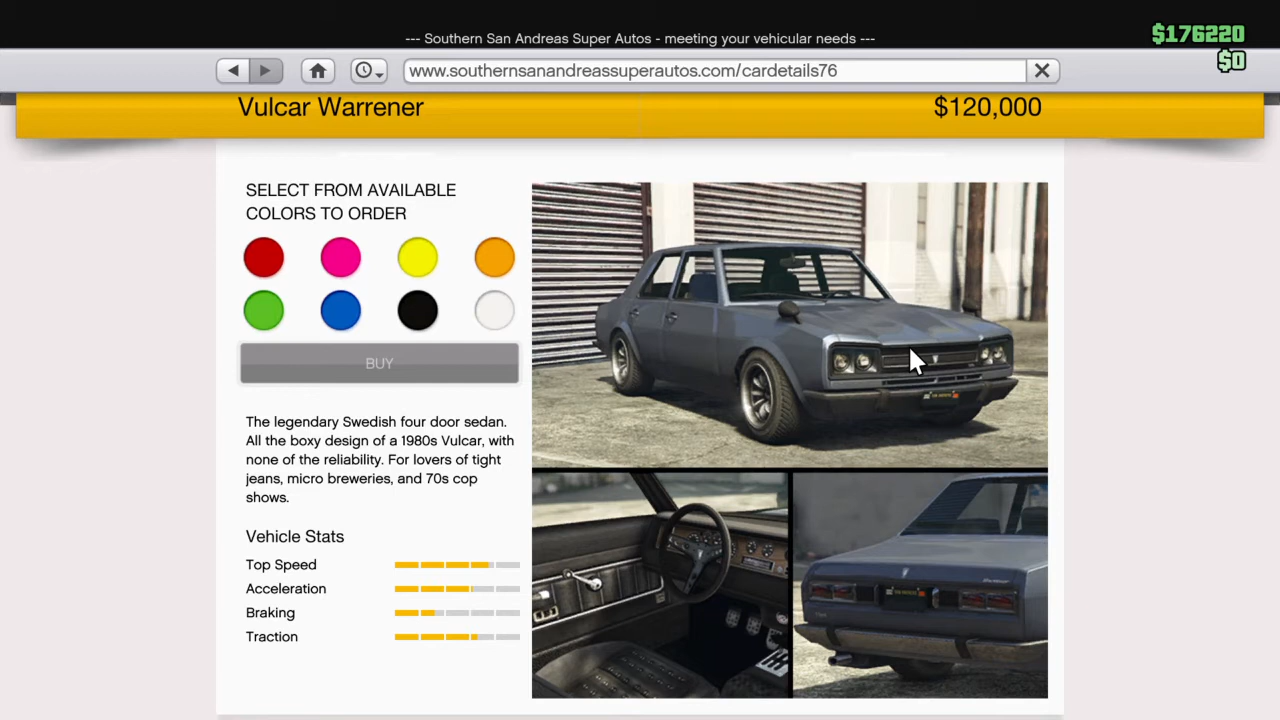 --- Southern San Andreas Super Autos - meeting your vehicular needs ---
$176220
$0
www.southernsanandreassuperautos.com/cardetails76
Vulcar Warrener
$120,000
SELECT FROM AVAILABLE
COLORS TO ORDER
BUY
The legendary Swedish four door sedan.
All the boxy design of a 1980s Vulcar, with
none of the reliability. For lovers of tight
jeans, micro breweries, and 70s cop
shows.
Vehicle Stats
Top Speed
Acceleration
Braking
Traction